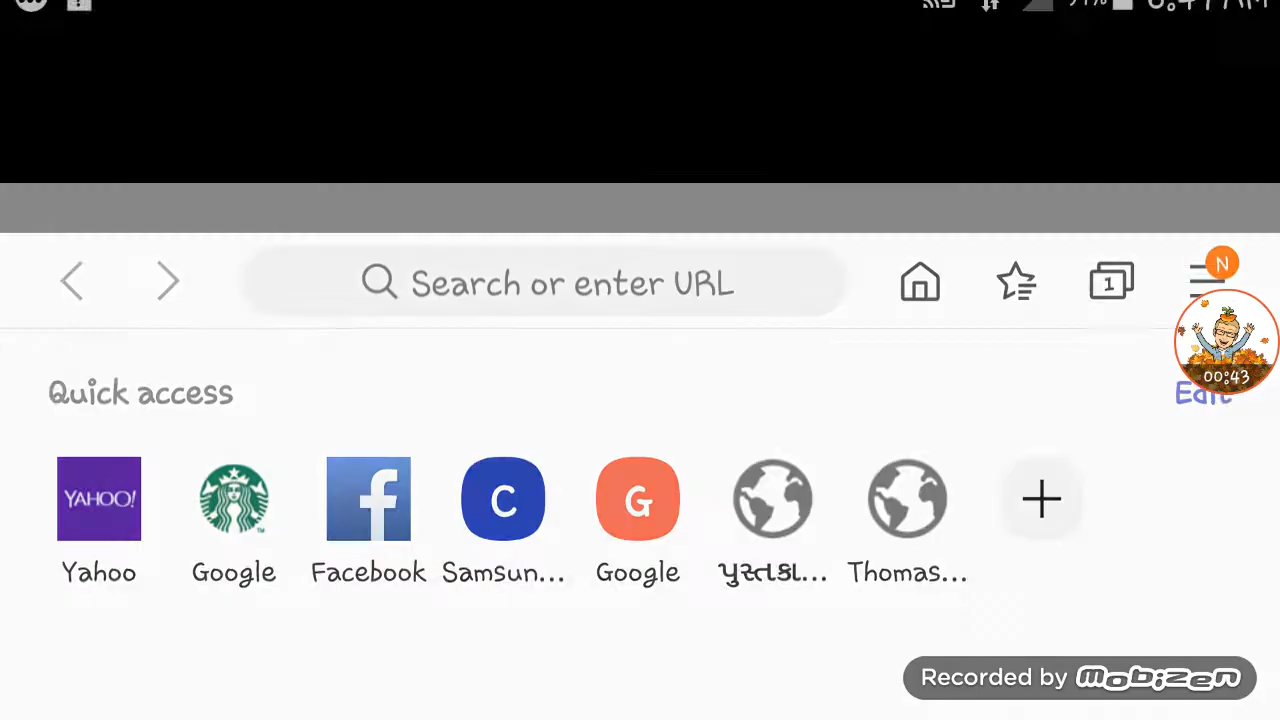 Search or enter URL
1
N
00:43
Quick access
Edit
YAHOO!
f
C
G
Yahoo
Google
Facebook
Samsun...
Google
પુસ્તકા...
Thomas...
Recorded by mobizen